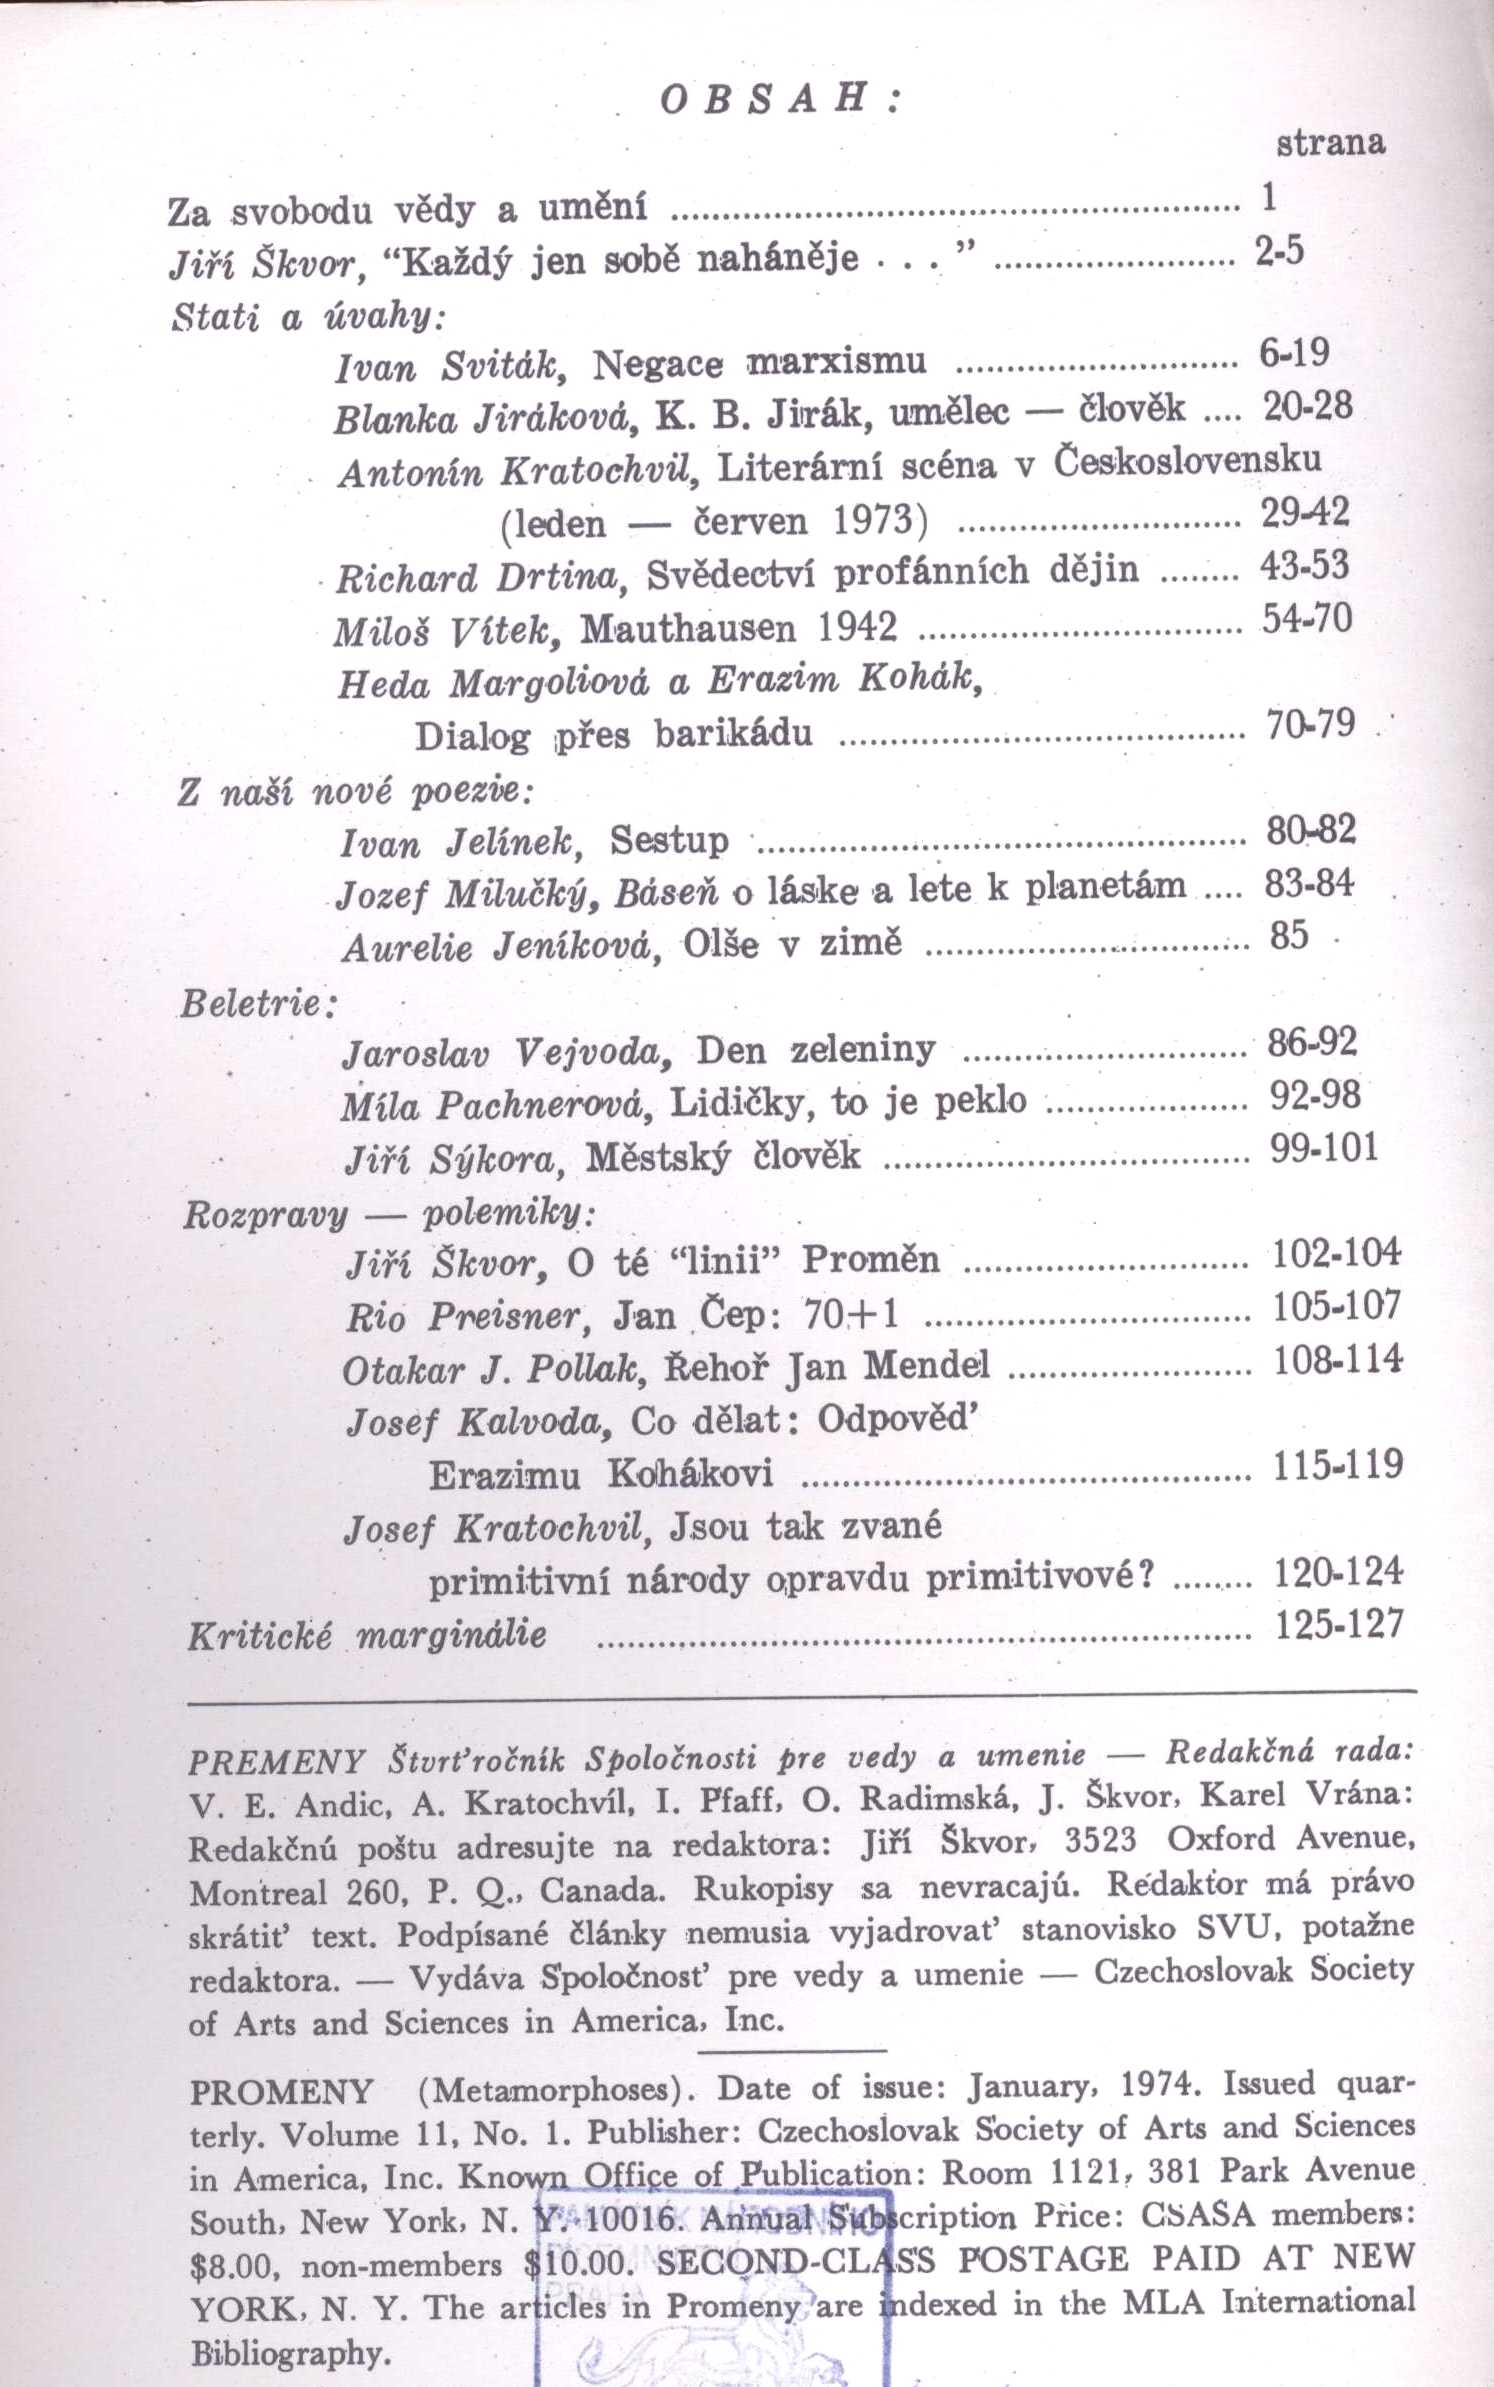 OBSAH:
strana
Za svobodu vědy a umění ........ 1
Jiří Škvor, “Každý jen sobě naháněje . . .” ........ 2-5
Stati a úvahy:
Ivan Sviták, Negace marxismu ........ 6-19
Blanka Jiráková, K. B. Jirák, umělec — člověk .... 20-28
Antonín Kratochvil, Literární scéna v Československu
(leden — červen 1973) ........ 29-42
Richard Drtina, Svědectví profánních dějin ........ 43-53
Miloš Vítek, Mauthausen 1942 ........ 54-70
Heda Margoliová a Erazim Kohák,
Dialog přes barikádu ........ 70-79
Z naší nové poezie:
Ivan Jelínek, Sestup ........ 80-82
Jozef Milučký, Báseň o láske a lete k planetám .... 83-84
Aurelie Jeníková, Olše v zimě ........ 85
Beletrie:
Jaroslav Vejvoda, Den zeleniny ........ 86-92
Míla Pachnerová, Lidičky, to je peklo ........ 92-98
Jiří Sýkora, Městský člověk ........ 99-101
Rozpravy — polemiky:
Jiří Škvor, O té “linii” Proměn ........ 102-104
Rio Preisner, Jan Čep: 70+1 ........ 105-107
Otakar J. Pollak, Řehoř Jan Mendel ........ 108-114
Josef Kalvoda, Co dělat: Odpověď
Erazimu Kohákovi ........ 115-119
Josef Kratochvil, Jsou tak zvané
primitivní národy opravdu primitivové? ........ 120-124
Kritické marginálie ........ 125-127
PREMENY Štvrťročník Spoločnosti pre vedy a umenie — Redakčná rada:
V. E. Andic, A. Kratochvíl, I. Pfaff, O. Radimská, J. Škvor, Karel Vrána:
Redakčnú poštu adresujte na redaktora: Jiří Škvor, 3523 Oxford Avenue,
Montreal 260, P. Q., Canada. Rukopisy sa nevracajú. Redaktor má právo
skrátiť text. Podpísané články nemusia vyjadrovať stanovisko SVU, potažne
redaktora. — Vydáva Spoločnosť pre vedy a umenie — Czechoslovak Society
of Arts and Sciences in America, Inc.
PROMENY (Metamorphoses). Date of issue: January, 1974. Issued quar-
terly. Volume 11, No. 1. Publisher: Czechoslovak Society of Arts and Sciences
in America, Inc. Known Office of Publication: Room 1121, 381 Park Avenue
South, New York, N. Y. 10016. Annual Subscription Price: CSASA members:
$8.00, non-members $10.00. SECOND-CLASS POSTAGE PAID AT NEW
YORK, N. Y. The articles in Promeny are indexed in the MLA International
Bibliography.
PRAHA